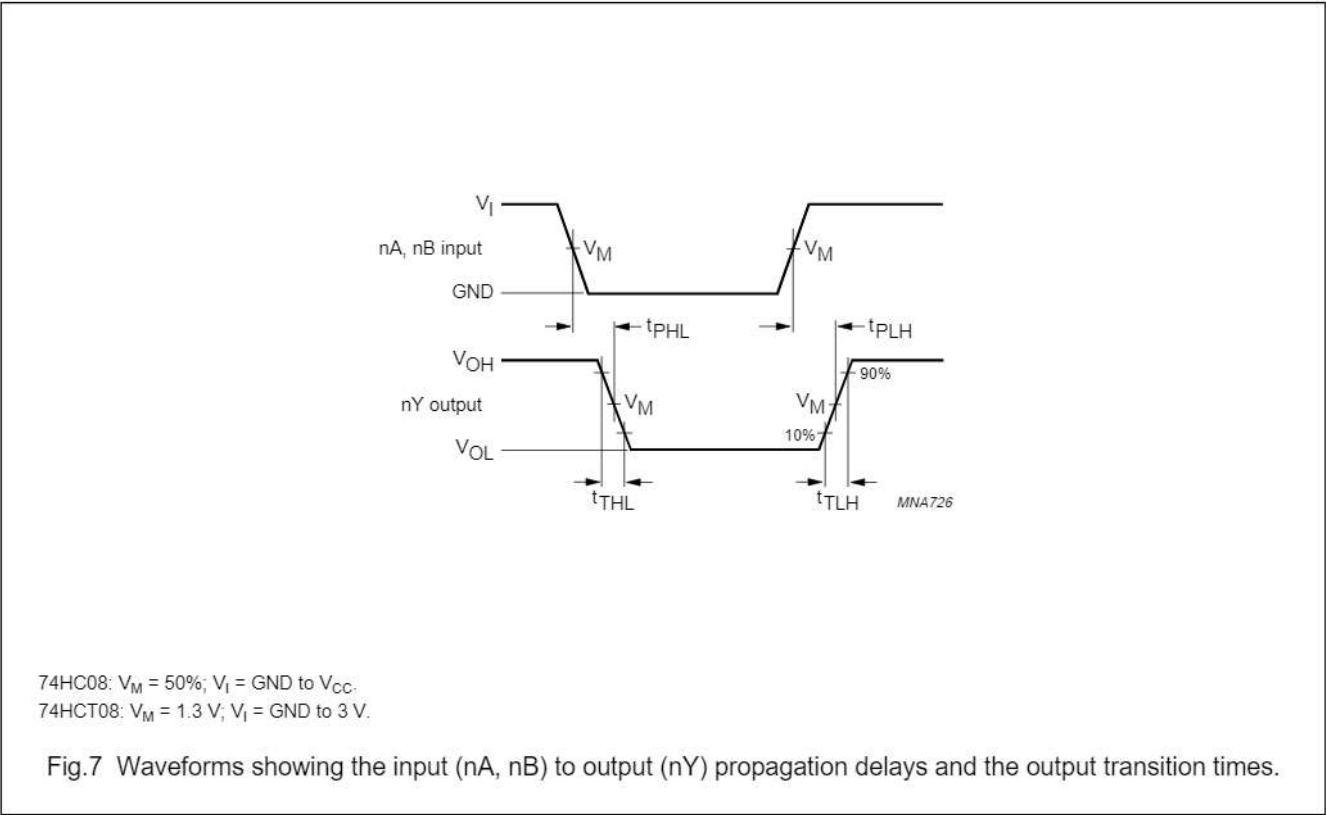 V_I
nA, nB input
V_M
V_M
GND
t_PHL
t_PLH
V_OH
90%
nY output
V_M
V_M
10%
V_OL
t_THL
t_TLH
MNA726
74HC08: V_M = 50%; V_I = GND to V_CC.
74HCT08: V_M = 1.3 V; V_I = GND to 3 V.
Fig.7 Waveforms showing the input (nA, nB) to output (nY) propagation delays and the output transition times.